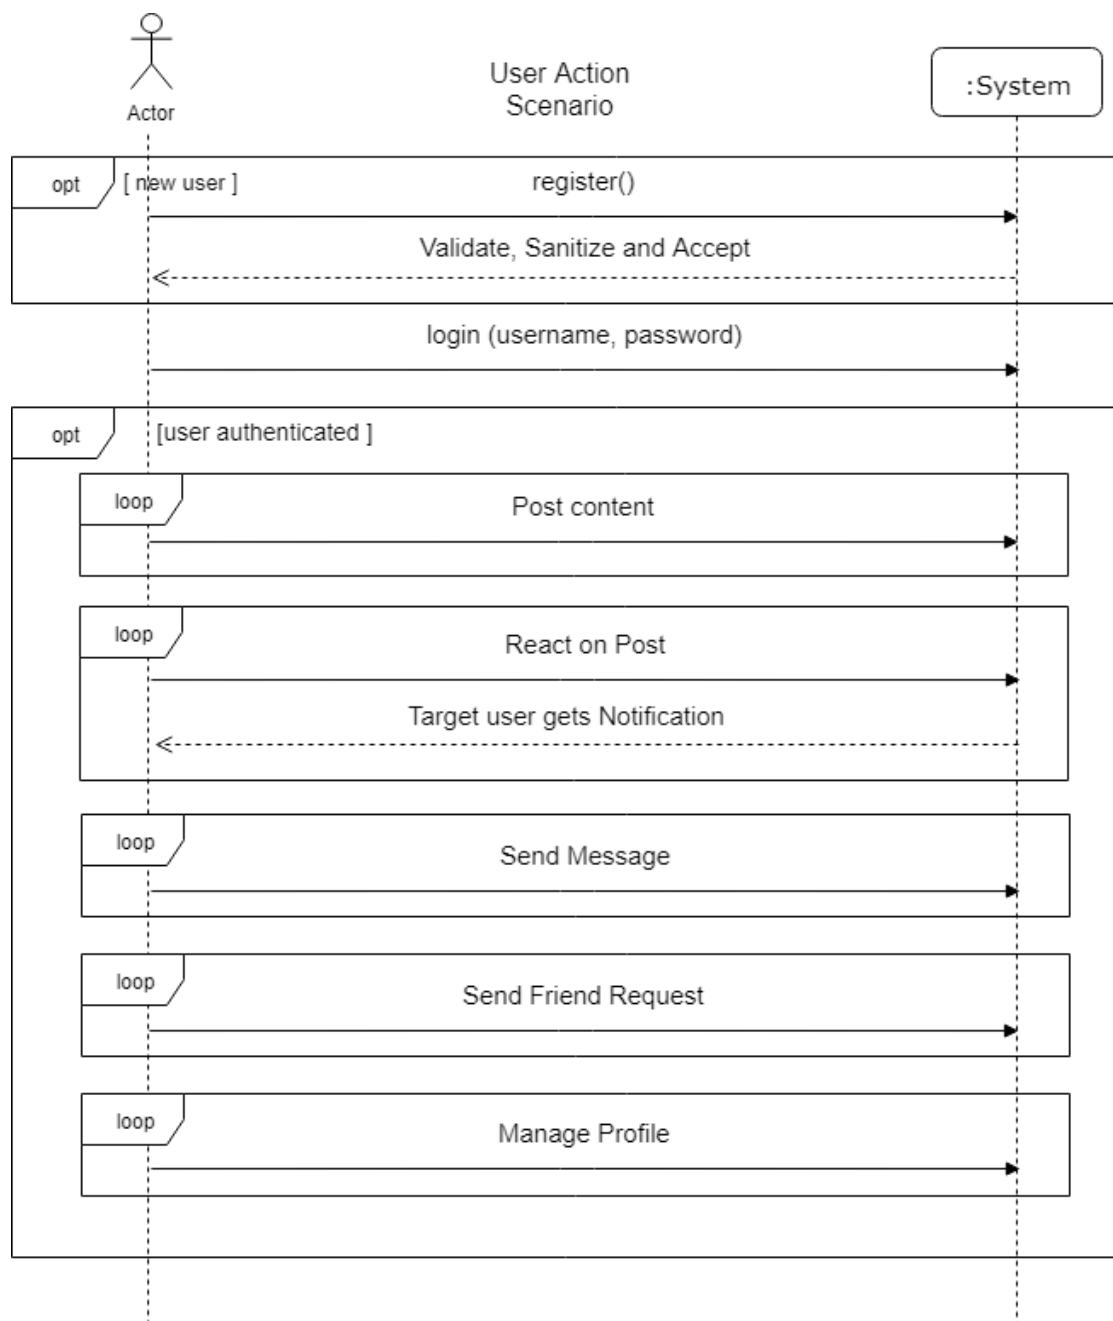 User Action
Scenario
:System
Actor
opt
[ new user ]
register()
Validate, Sanitize and Accept
login (username, password)
opt
[user authenticated ]
loop
Post content
loop
React on Post
Target user gets Notification
loop
Send Message
loop
Send Friend Request
loop
Manage Profile